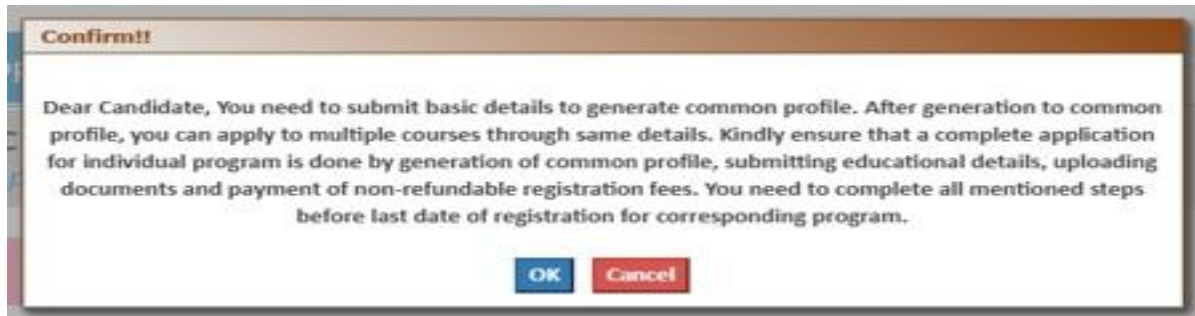 Confirm!!
Dear Candidate, You need to submit basic details to generate common profile. After generation to common
profile, you can apply to multiple courses through same details. Kindly ensure that a complete application
for individual program is done by generation of common profile, submitting educational details, uploading
documents and payment of non-refundable registration fees. You need to complete all mentioned steps
before last date of registration for corresponding program.
OK Cancel